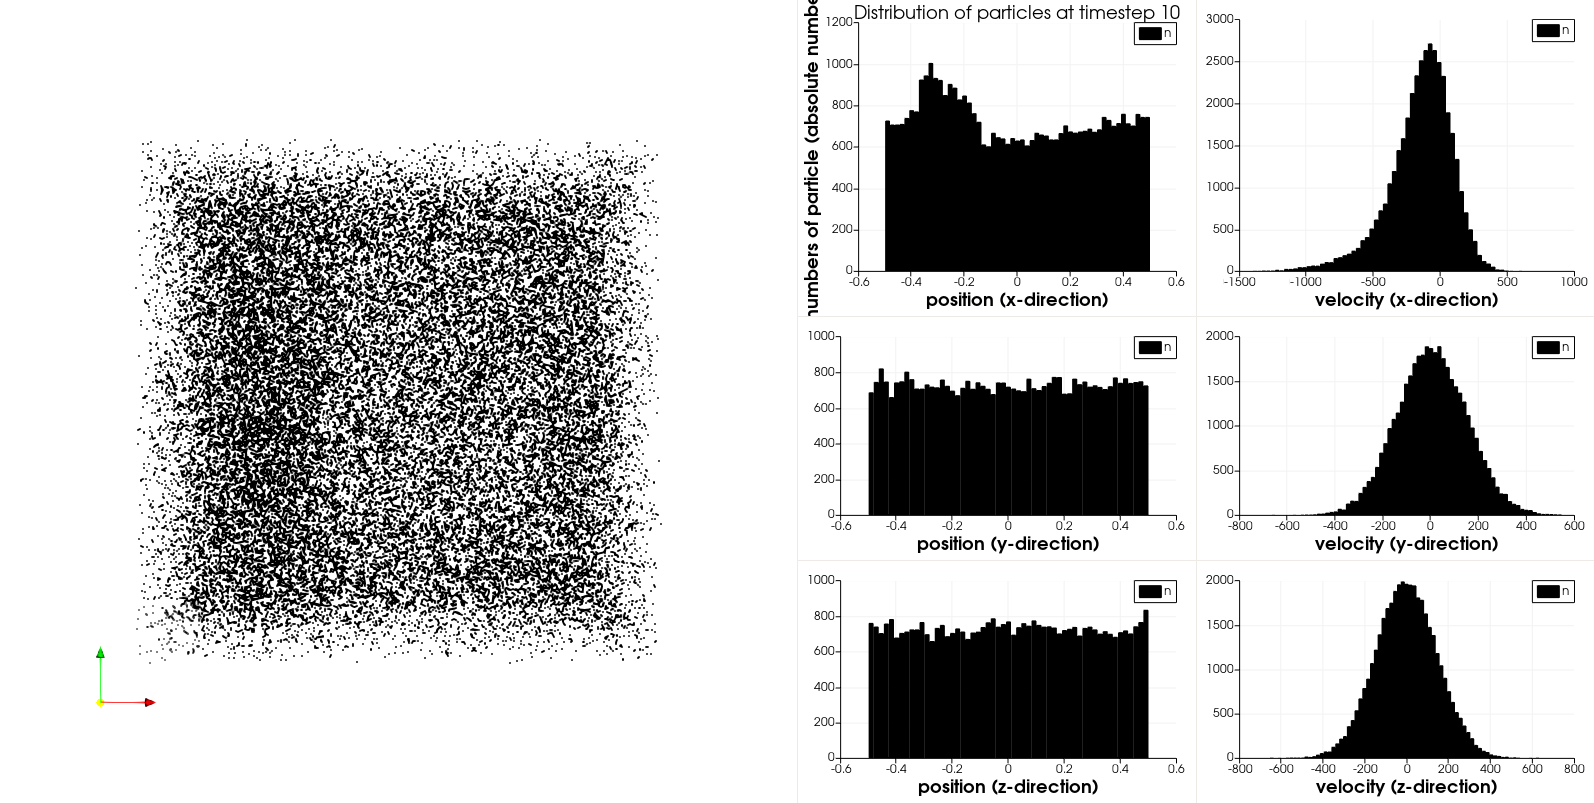 Distribution of particles at timestep 10
numbers of particle (absolute numbe
1200
1000
800
600
400
200
0
-0.6 -0.4 -0.2 0 0.2 0.4 0.6
position (x-direction)
n
3000
2500
2000
1500
1000
500
0
-1500 -1000 -500 0 500 1000
velocity (x-direction)
n
1000
800
600
400
200
0
-0.6 -0.4 -0.2 0 0.2 0.4 0.6
position (y-direction)
n
2000
1500
1000
500
0
-800 -600 -400 -200 0 200 400 600
velocity (y-direction)
n
1000
800
600
400
200
0
-0.6 -0.4 -0.2 0 0.2 0.4 0.6
position (z-direction)
n
2000
1500
1000
500
0
-800 -600 -400 -200 0 200 400 600 800
velocity (z-direction)
n